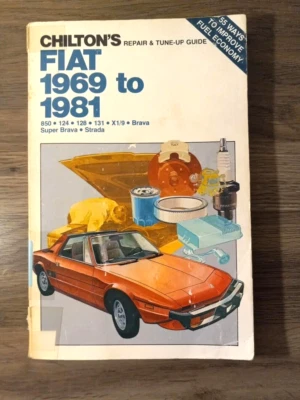 CHILTON'S REPAIR & TUNE-UP GUIDE
FIAT
1969 to
1981
850 • 124 • 128 • 131 • X1/9 • Brava
Super Brava • Strada
55 WAYS
TO IMPROVE
FUEL ECONOMY